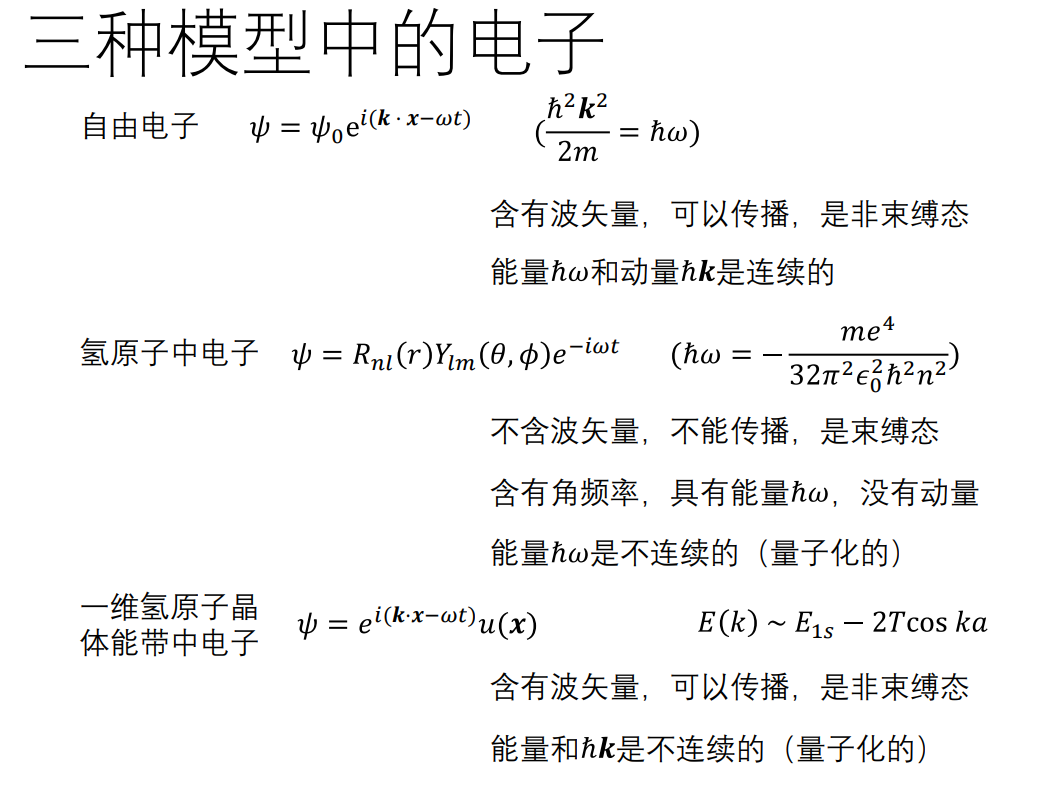 三种模型中的电子
自由电子 ψ = ψ₀e^{i(𝒌·𝒙−ωt)} (ħ²𝒌²/2m = ħω)
含有波矢量，可以传播，是非束缚态
能量ħω和动量ħ𝒌是连续的
氢原子中电子 ψ = R_{nl}(r)Y_{lm}(θ,ϕ)e^{−iωt} (ħω = −me⁴/32π²ϵ₀²ħ²n²)
不含波矢量，不能传播，是束缚态
含有角频率，具有能量ħω，没有动量
能量ħω是不连续的（量子化的）
一维氢原子晶
体能带中电子 ψ = e^{i(𝒌·𝒙−ωt)}u(𝒙) E(k) ~ E_{1s} − 2Tcos ka
含有波矢量，可以传播，是非束缚态
能量和ħ𝒌是不连续的（量子化的）